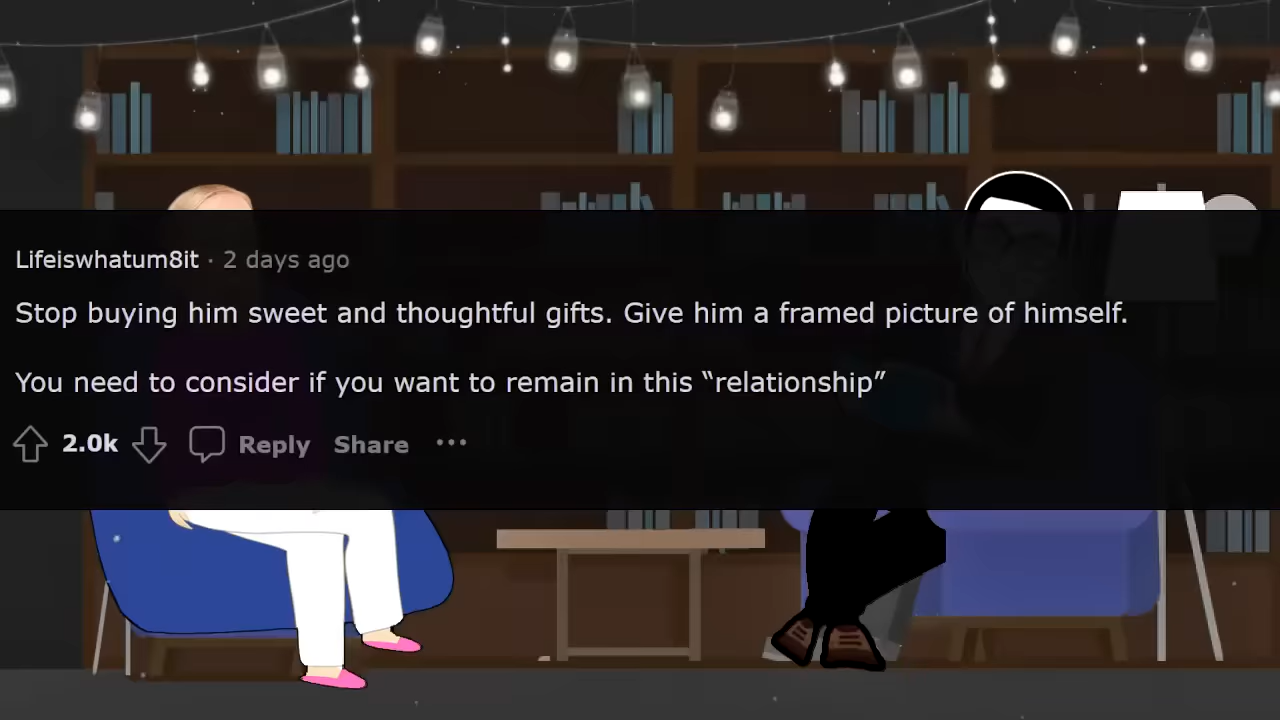 Lifeiswhatum8it · 2 days ago
Stop buying him sweet and thoughtful gifts. Give him a framed picture of himself.
You need to consider if you want to remain in this “relationship”
2.0k Reply Share ···